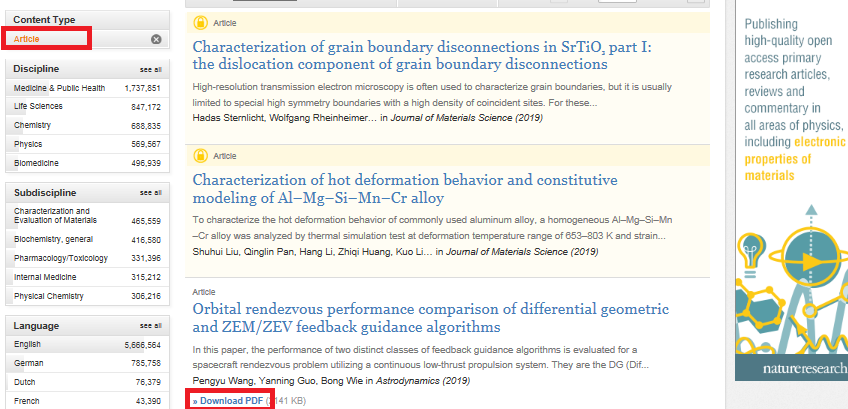 Content Type
Article
Discipline see all
Medicine & Public Health 1,737,851
Life Sciences 847,172
Chemistry 688,835
Physics 569,567
Biomedicine 496,939
Subdiscipline see all
Characterization and
Evaluation of Materials 465,559
Biochemistry, general 416,580
Pharmacology/Toxicology 331,396
Internal Medicine 315,212
Physical Chemistry 306,216
Language see all
English 5,666,564
German 785,758
Dutch 76,379
French 43,390
Article
Characterization of grain boundary disconnections in SrTiO₃ part I:
the dislocation component of grain boundary disconnections
High-resolution transmission electron microscopy is often used to characterize grain boundaries, but it is usually
limited to special high symmetry boundaries with a high density of coincident sites. For these...
Hadas Sternlicht, Wolfgang Rheinheimer… in Journal of Materials Science (2019)
Article
Characterization of hot deformation behavior and constitutive
modeling of Al–Mg–Si–Mn–Cr alloy
To characterize the hot deformation behavior of commonly used aluminum alloy, a homogeneous Al–Mg–Si–Mn
–Cr alloy was analyzed by thermal simulation test at deformation temperature range of 653–803 K and strain...
Shuhui Liu, Qinglin Pan, Hang Li, Zhiqi Huang, Kuo Li… in Journal of Materials Science (2019)
Article
Orbital rendezvous performance comparison of differential geometric
and ZEM/ZEV feedback guidance algorithms
In this paper, the performance of two distinct classes of feedback guidance algorithms is evaluated for a
spacecraft rendezvous problem utilizing a continuous low-thrust propulsion system. They are the DG (Dif...
Pengyu Wang, Yanning Guo, Bong Wie in Astrodynamics (2019)
» Download PDF (2141 KB)
Publishing
high-quality open
access primary
research articles,
reviews and
commentary in
all areas of physics,
including electronic
properties of
materials
natureresearch